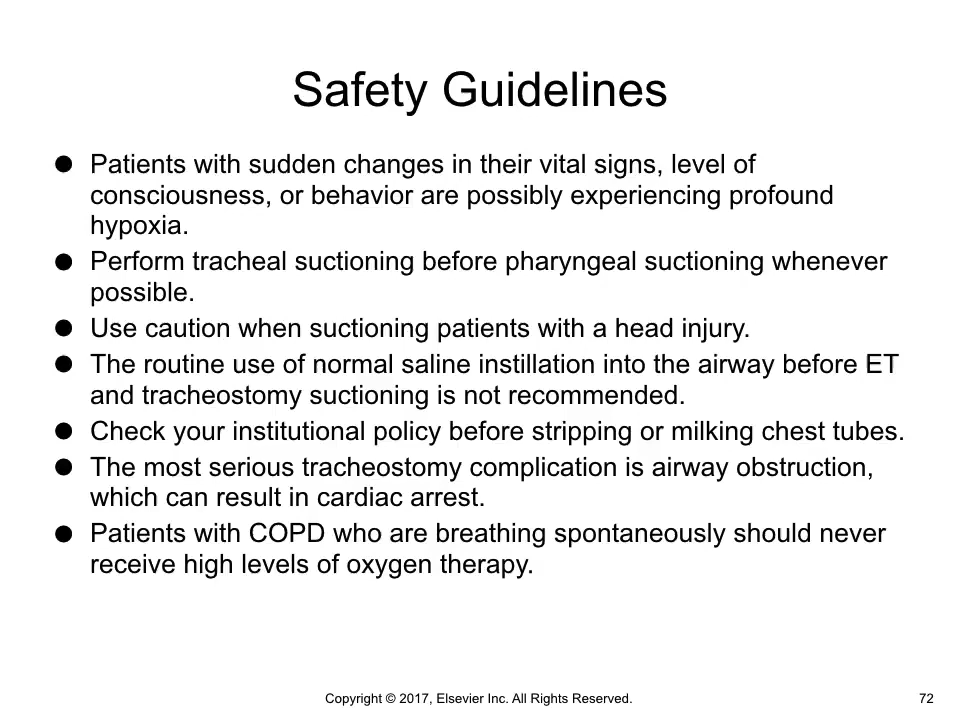 Safety Guidelines
● Patients with sudden changes in their vital signs, level of
consciousness, or behavior are possibly experiencing profound
hypoxia.
● Perform tracheal suctioning before pharyngeal suctioning whenever
possible.
● Use caution when suctioning patients with a head injury.
● The routine use of normal saline instillation into the airway before ET
and tracheostomy suctioning is not recommended.
● Check your institutional policy before stripping or milking chest tubes.
● The most serious tracheostomy complication is airway obstruction,
which can result in cardiac arrest.
● Patients with COPD who are breathing spontaneously should never
receive high levels of oxygen therapy.
Copyright © 2017, Elsevier Inc. All Rights Reserved.
72